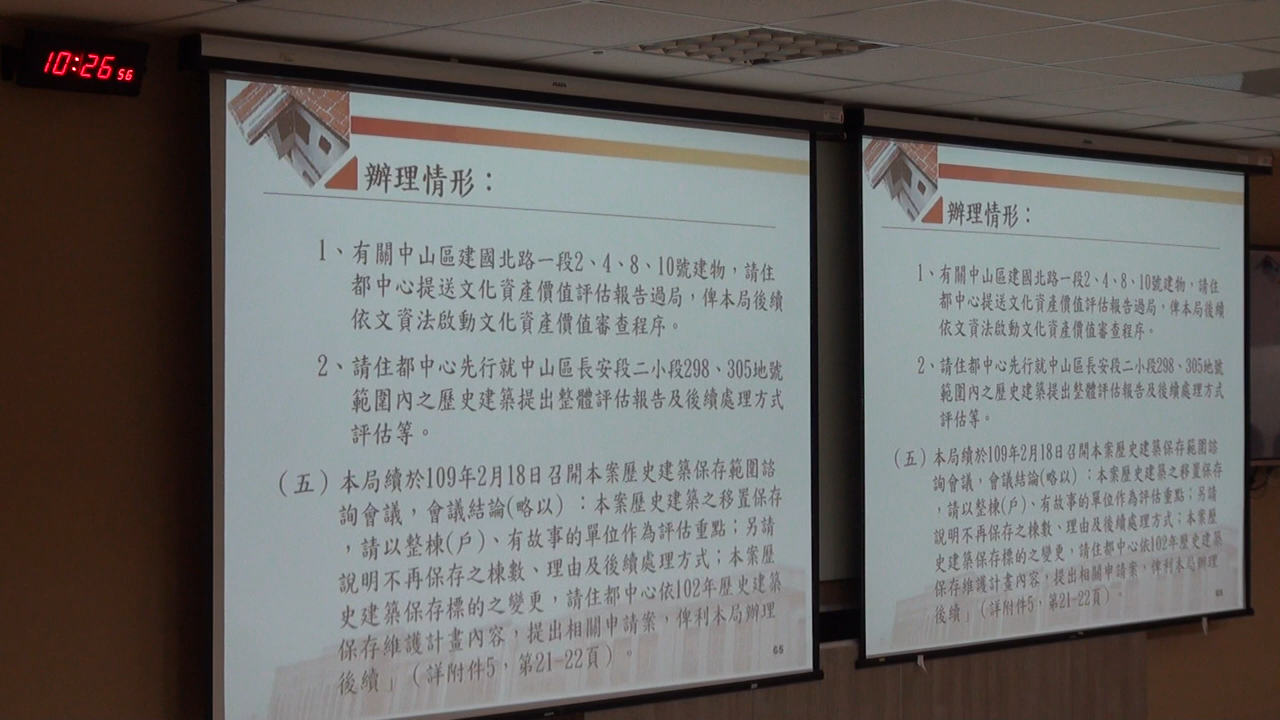 10:26 56
辦理情形：
1、有關中山區建國北路一段2、4、8、10號建物，請住
都中心提送文化資產價值評估報告過局，俾本局後續
依文資法啟動文化資產價值審查程序。
2、請住都中心先行就中山區長安段二小段298、305地號
範圍內之歷史建築提出整體評估報告及後續處理方式
評估等。
（五）本局續於109年2月18日召開本案歷史建築保存範圍諮
詢會議，會議結論(略以)：本案歷史建築之移置保存
，請以整棟(戶)、有故事的單位作為評估重點；另請
說明不再保存之棟數、理由及後續處理方式；本案歷
史建築保存標的之變更，請住都中心依102年歷史建築
保存維護計畫內容，提出相關申請案，俾利本局辦理
後續」（詳附件5，第21-22頁）。
65
辦理情形：
1、有關中山區建國北路一段2、4、8、10號建物，請住
都中心提送文化資產價值評估報告過局，俾本局後續
依文資法啟動文化資產價值審查程序。
2、請住都中心先行就中山區長安段二小段298、305地號
範圍內之歷史建築提出整體評估報告及後續處理方式
評估等。
（五）本局續於109年2月18日召開本案歷史建築保存範圍諮
詢會議，會議結論(略以)：本案歷史建築之移置保存
，請以整棟(戶)、有故事的單位作為評估重點；另請
說明不再保存之棟數、理由及後續處理方式；本案歷
史建築保存標的之變更，請住都中心依102年歷史建築
保存維護計畫內容，提出相關申請案，俾利本局辦理
後續」（詳附件5，第21-22頁）。
65